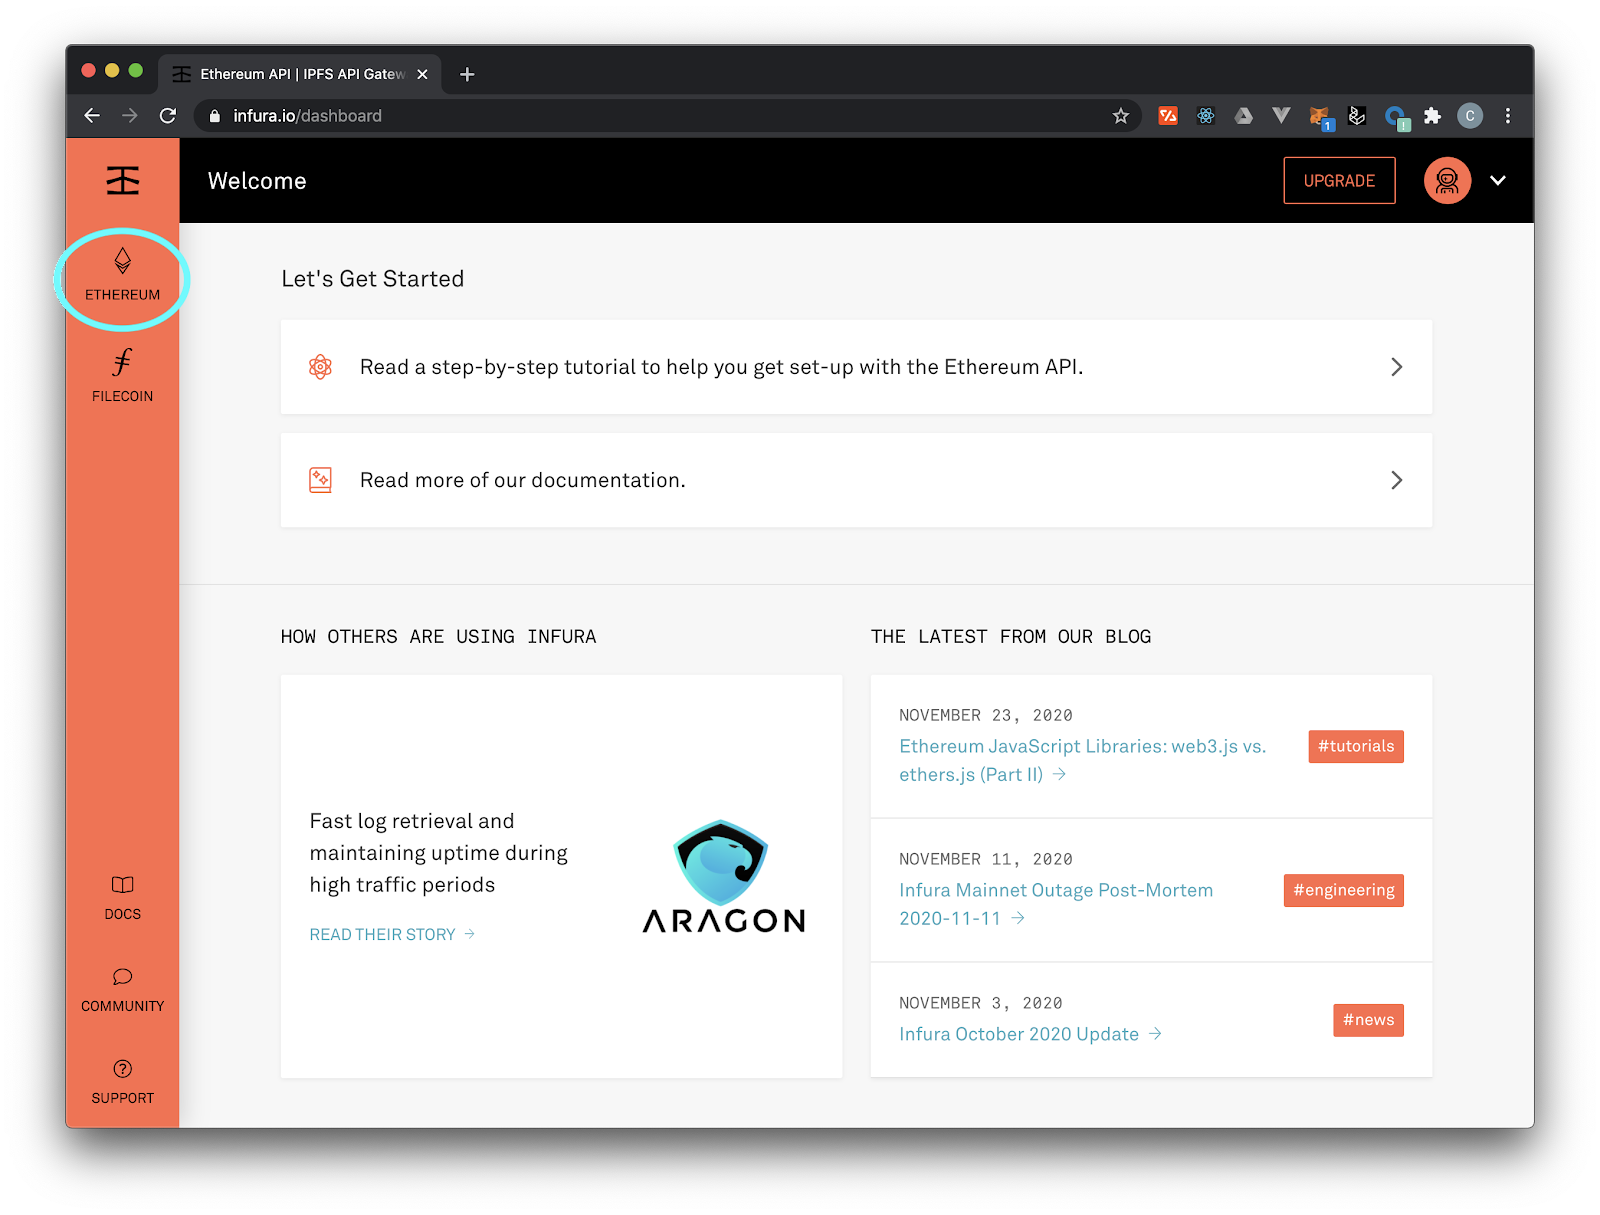 Ethereum API | IPFS API Gatew
infura.io/dashboard
1
C
Welcome
UPGRADE
ETHEREUM
FILECOIN
DOCS
COMMUNITY
SUPPORT
Let's Get Started
Read a step-by-step tutorial to help you get set-up with the Ethereum API.
Read more of our documentation.
HOW OTHERS ARE USING INFURA
Fast log retrieval and
maintaining uptime during
high traffic periods
READ THEIR STORY →
ARAGON
THE LATEST FROM OUR BLOG
NOVEMBER 23, 2020
Ethereum JavaScript Libraries: web3.js vs.
ethers.js (Part II) →
#tutorials
NOVEMBER 11, 2020
Infura Mainnet Outage Post-Mortem
2020-11-11 →
#engineering
NOVEMBER 3, 2020
Infura October 2020 Update →
#news